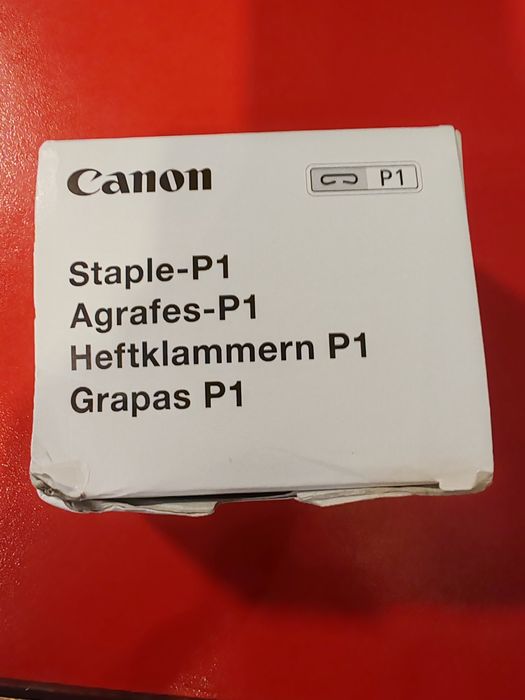 Canon
P1
Staple-P1
Agrafes-P1
Heftklammern P1
Grapas P1